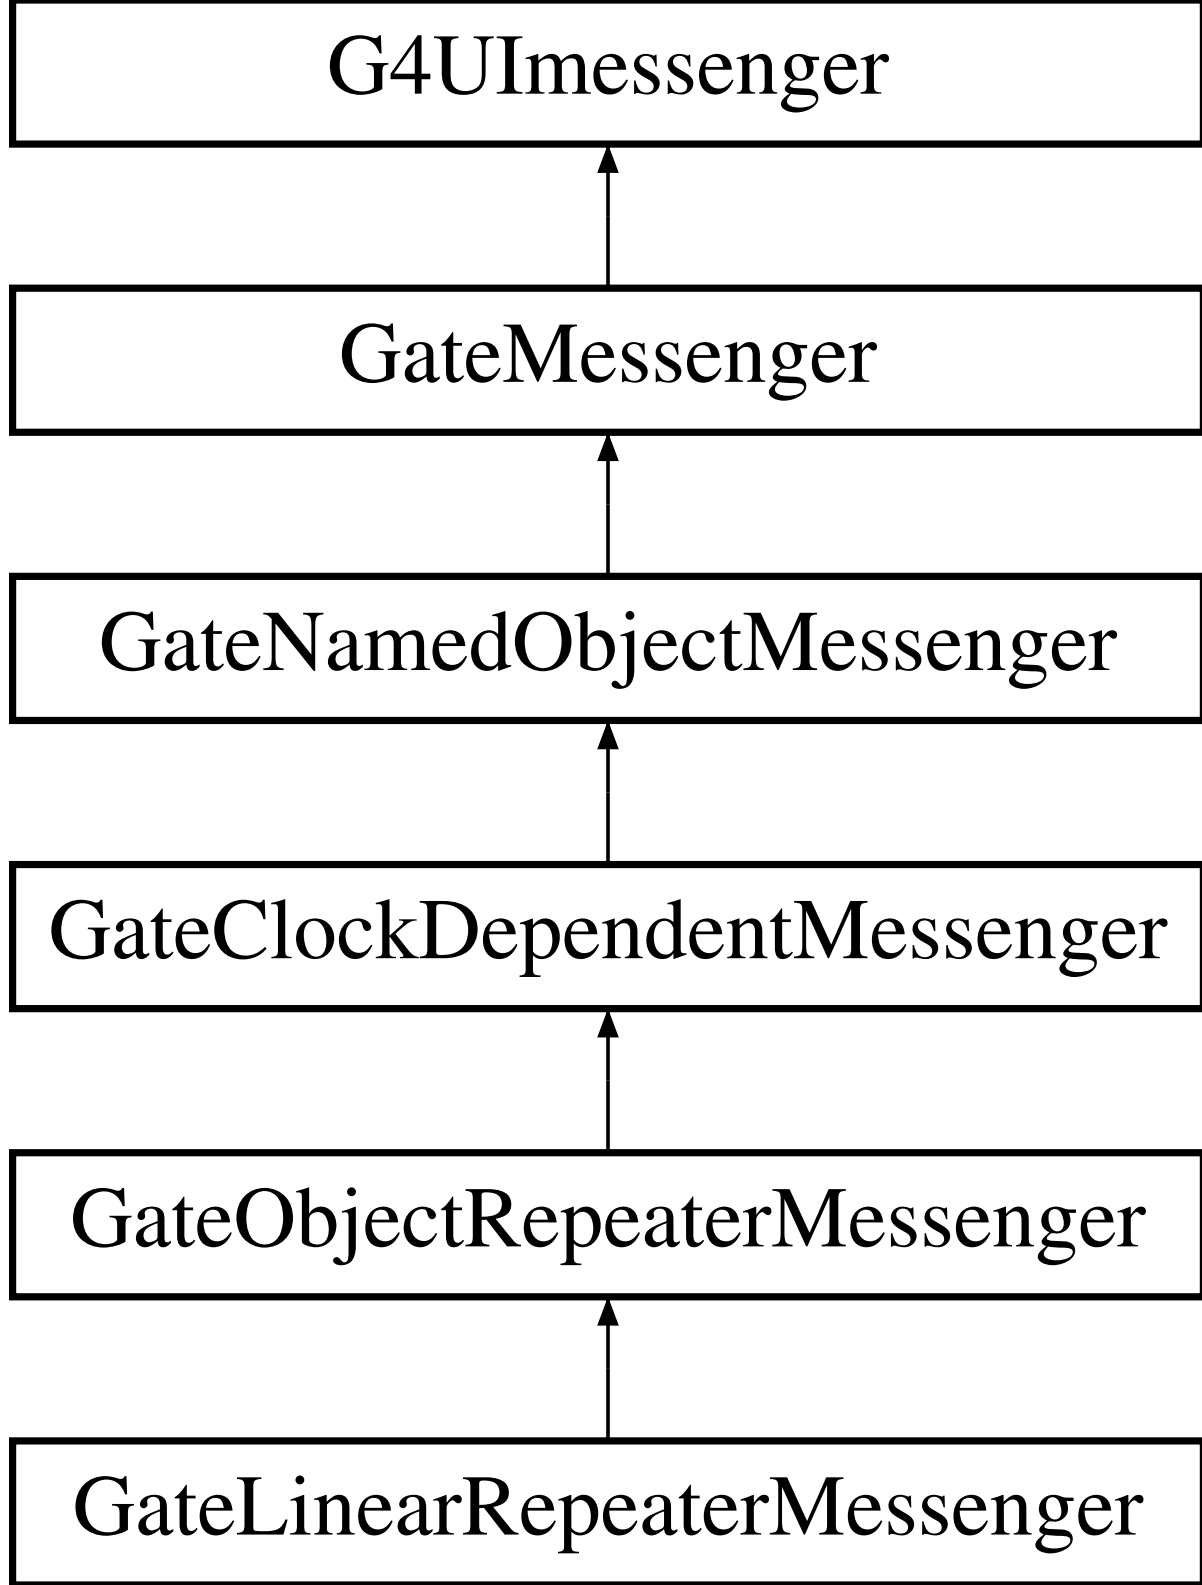 G4UImessenger
GateMessenger
GateNamedObjectMessenger
GateClockDependentMessenger
GateObjectRepeaterMessenger
GateLinearRepeaterMessenger